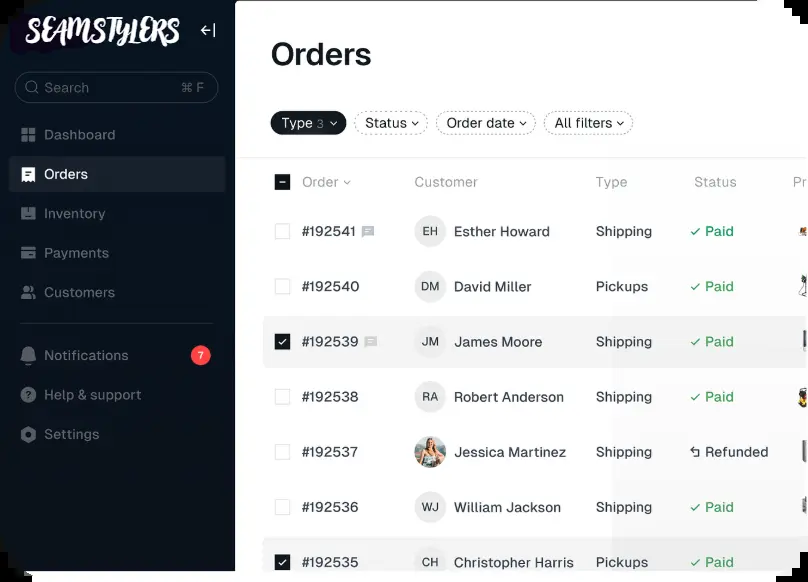 SEAMSTYLERS
Search ⌘ F
Dashboard
Orders
Inventory
Payments
Customers
Notifications 7
Help & support
Settings
Orders
Type 3 Status Order date All filters
Order Customer Type Status Pr
#192541 EH Esther Howard Shipping Paid
#192540 DM David Miller Pickups Paid
#192539 JM James Moore Shipping Paid
#192538 RA Robert Anderson Shipping Paid
#192537 Jessica Martinez Shipping Refunded
#192536 WJ William Jackson Shipping Paid
#192535 CH Christopher Harris Pickups Paid